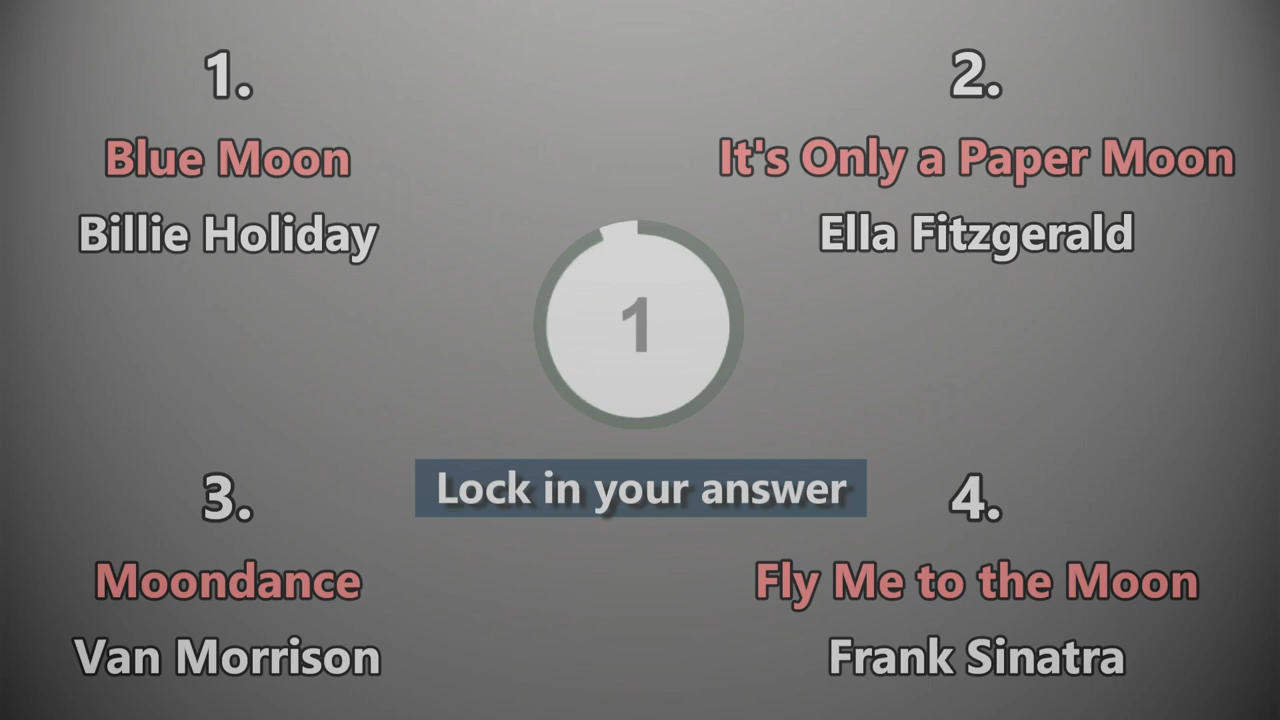 1.
Blue Moon
Billie Holiday
2.
It's Only a Paper Moon
Ella Fitzgerald
1
Lock in your answer
3.
Moondance
Van Morrison
4.
Fly Me to the Moon
Frank Sinatra